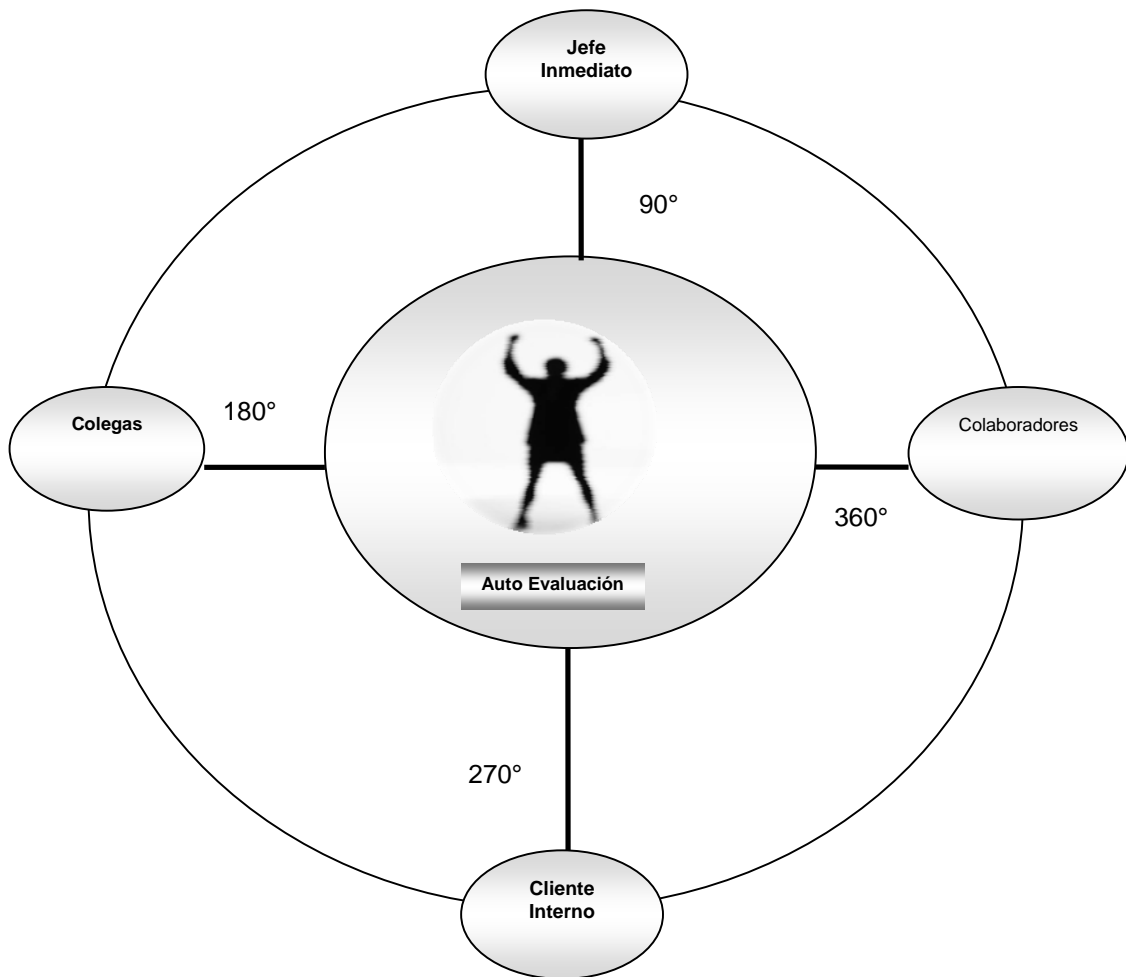 Jefe
Inmediato
90°
Colegas
180°
Colaboradores
360°
Auto Evaluación
270°
Cliente
Interno